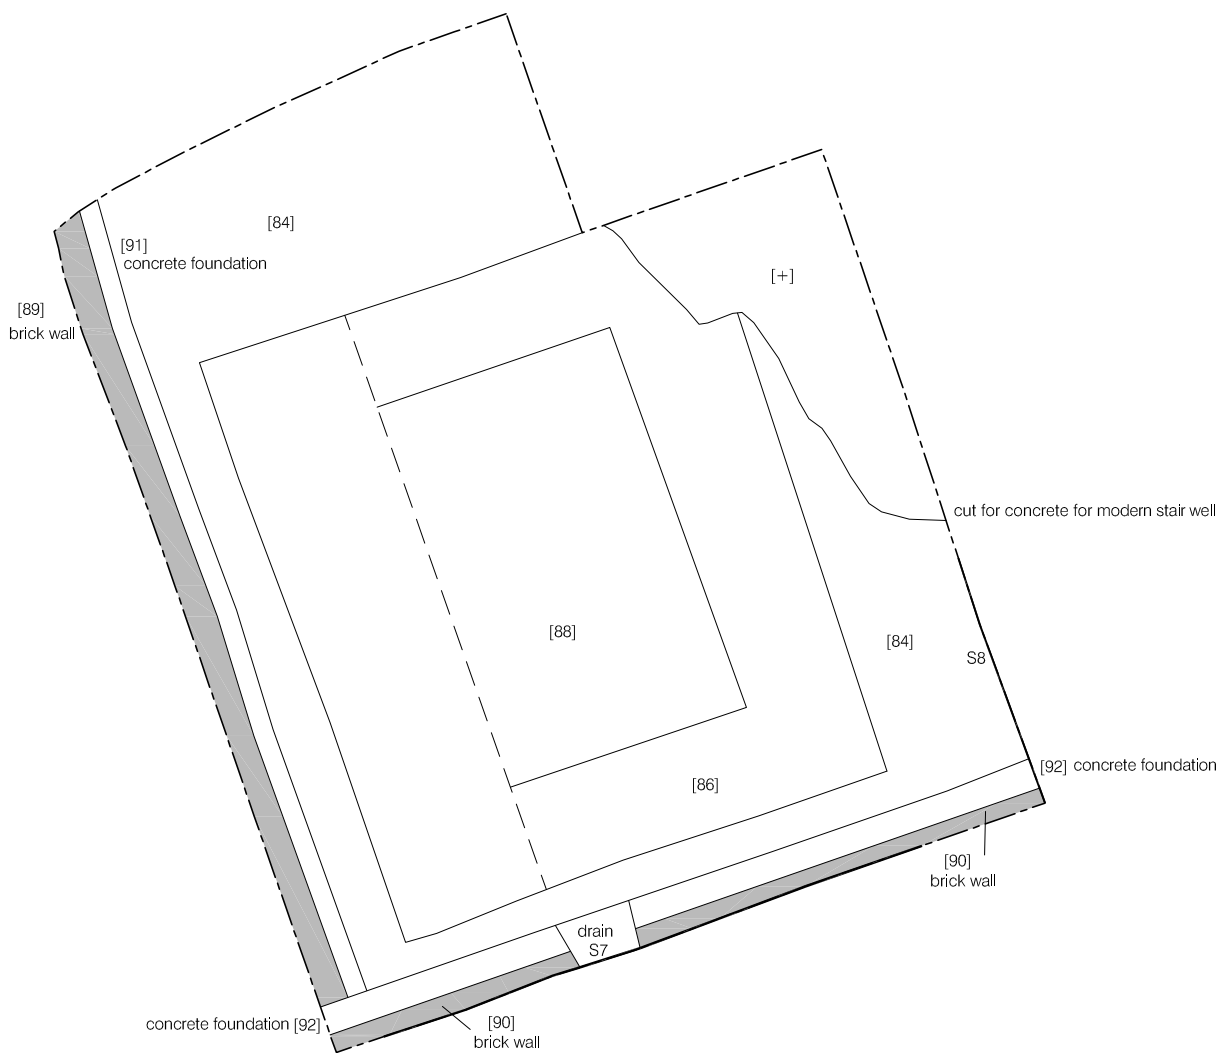 [84]
[91]
concrete foundation
[+]
[89]
brick wall
cut for concrete for modern stair well
[88]
[84]
S8
[92] concrete foundation
[86]
[90]
brick wall
drain
S7
concrete foundation [92]
[90]
brick wall